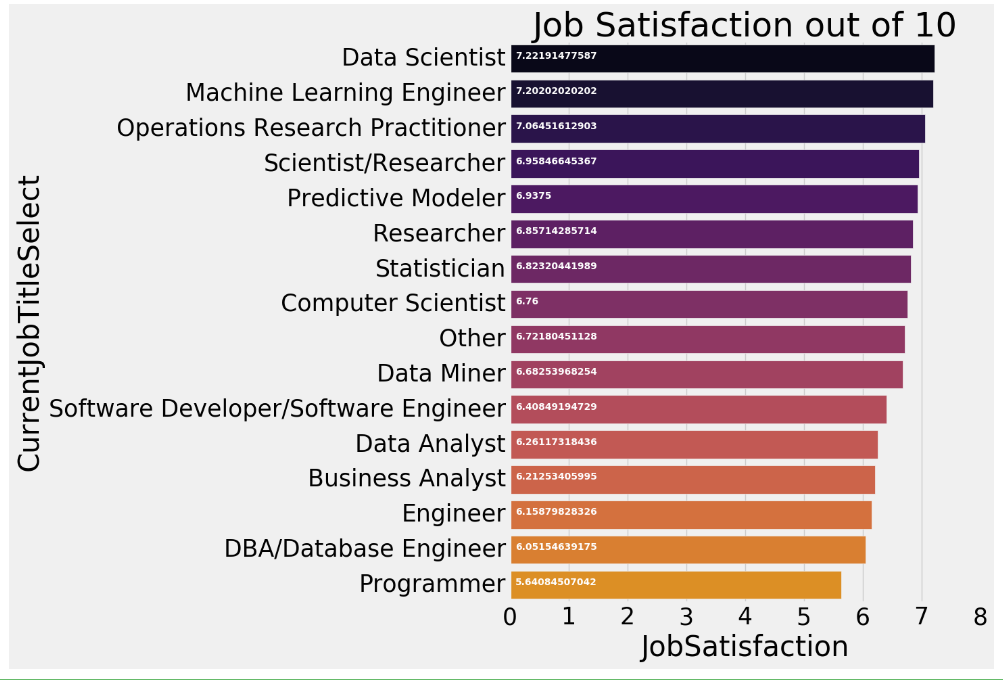 Job Satisfaction out of 10
CurrentJobTitleSelect
Data Scientist 7.22191477587
Machine Learning Engineer 7.20202020202
Operations Research Practitioner 7.06451612903
Scientist/Researcher 6.95846645367
Predictive Modeler 6.9375
Researcher 6.85714285714
Statistician 6.82320441989
Computer Scientist 6.76
Other 6.72180451128
Data Miner 6.68253968254
Software Developer/Software Engineer 6.40849194729
Data Analyst 6.26117318436
Business Analyst 6.21253405995
Engineer 6.15879828326
DBA/Database Engineer 6.05154639175
Programmer 5.64084507042
0 1 2 3 4 5 6 7 8
JobSatisfaction